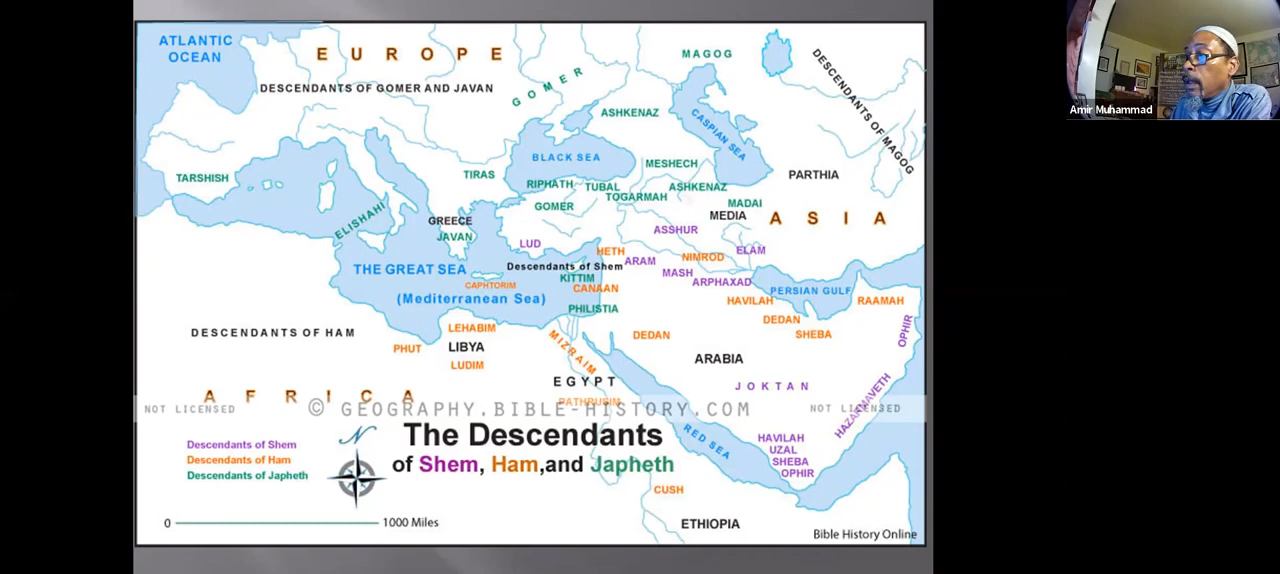 ATLANTIC
OCEAN
EUROPE
MAGOG
DESCENDANTS OF GOMER AND JAVAN
GOMER
DESCENDANTS OF MAGOG
ASHKENAZ
CASPIAN SEA
Amir Muhammad
BLACK SEA
MESHECH
TARSHISH
TIRAS
PARTHIA
RIPHATH
TUBAL
ASHKENAZ
TOGARMAH
GOMER
MADAI
MEDIA
ASIA
ELISHAHI
GREECE
JAVAN
ASSHUR
LUD
HETH
NIMROD
ELAM
THE GREAT SEA
Descendants of Shem
ARAM
MASH
ARPHAXAD
KITTIM
CAPHTORIM
CANAAN
PERSIAN GULF
(Mediterranean Sea)
HAVILAH
RAAMAH
PHILISTIA
DEDAN
DESCENDANTS OF HAM
LEHABIM
MIZRAIM
DEDAN
SHEBA
OPHIR
PHUT
LIBYA
LUDIM
ARABIA
EGYPT
JOKTAN
AFRICA
PATHRUSIM
HAZARMAVETH
NOT LICENSED
© GEOGRAPHY.BIBLE-HISTORY.COM
NOT LICENSED
The Descendants
of Shem, Ham,and Japheth
RED SEA
Descendants of Shem
Descendants of Ham
Descendants of Japheth
N
HAVILAH
UZAL
SHEBA
OPHIR
CUSH
0
1000 Miles
ETHIOPIA
Bible History Online